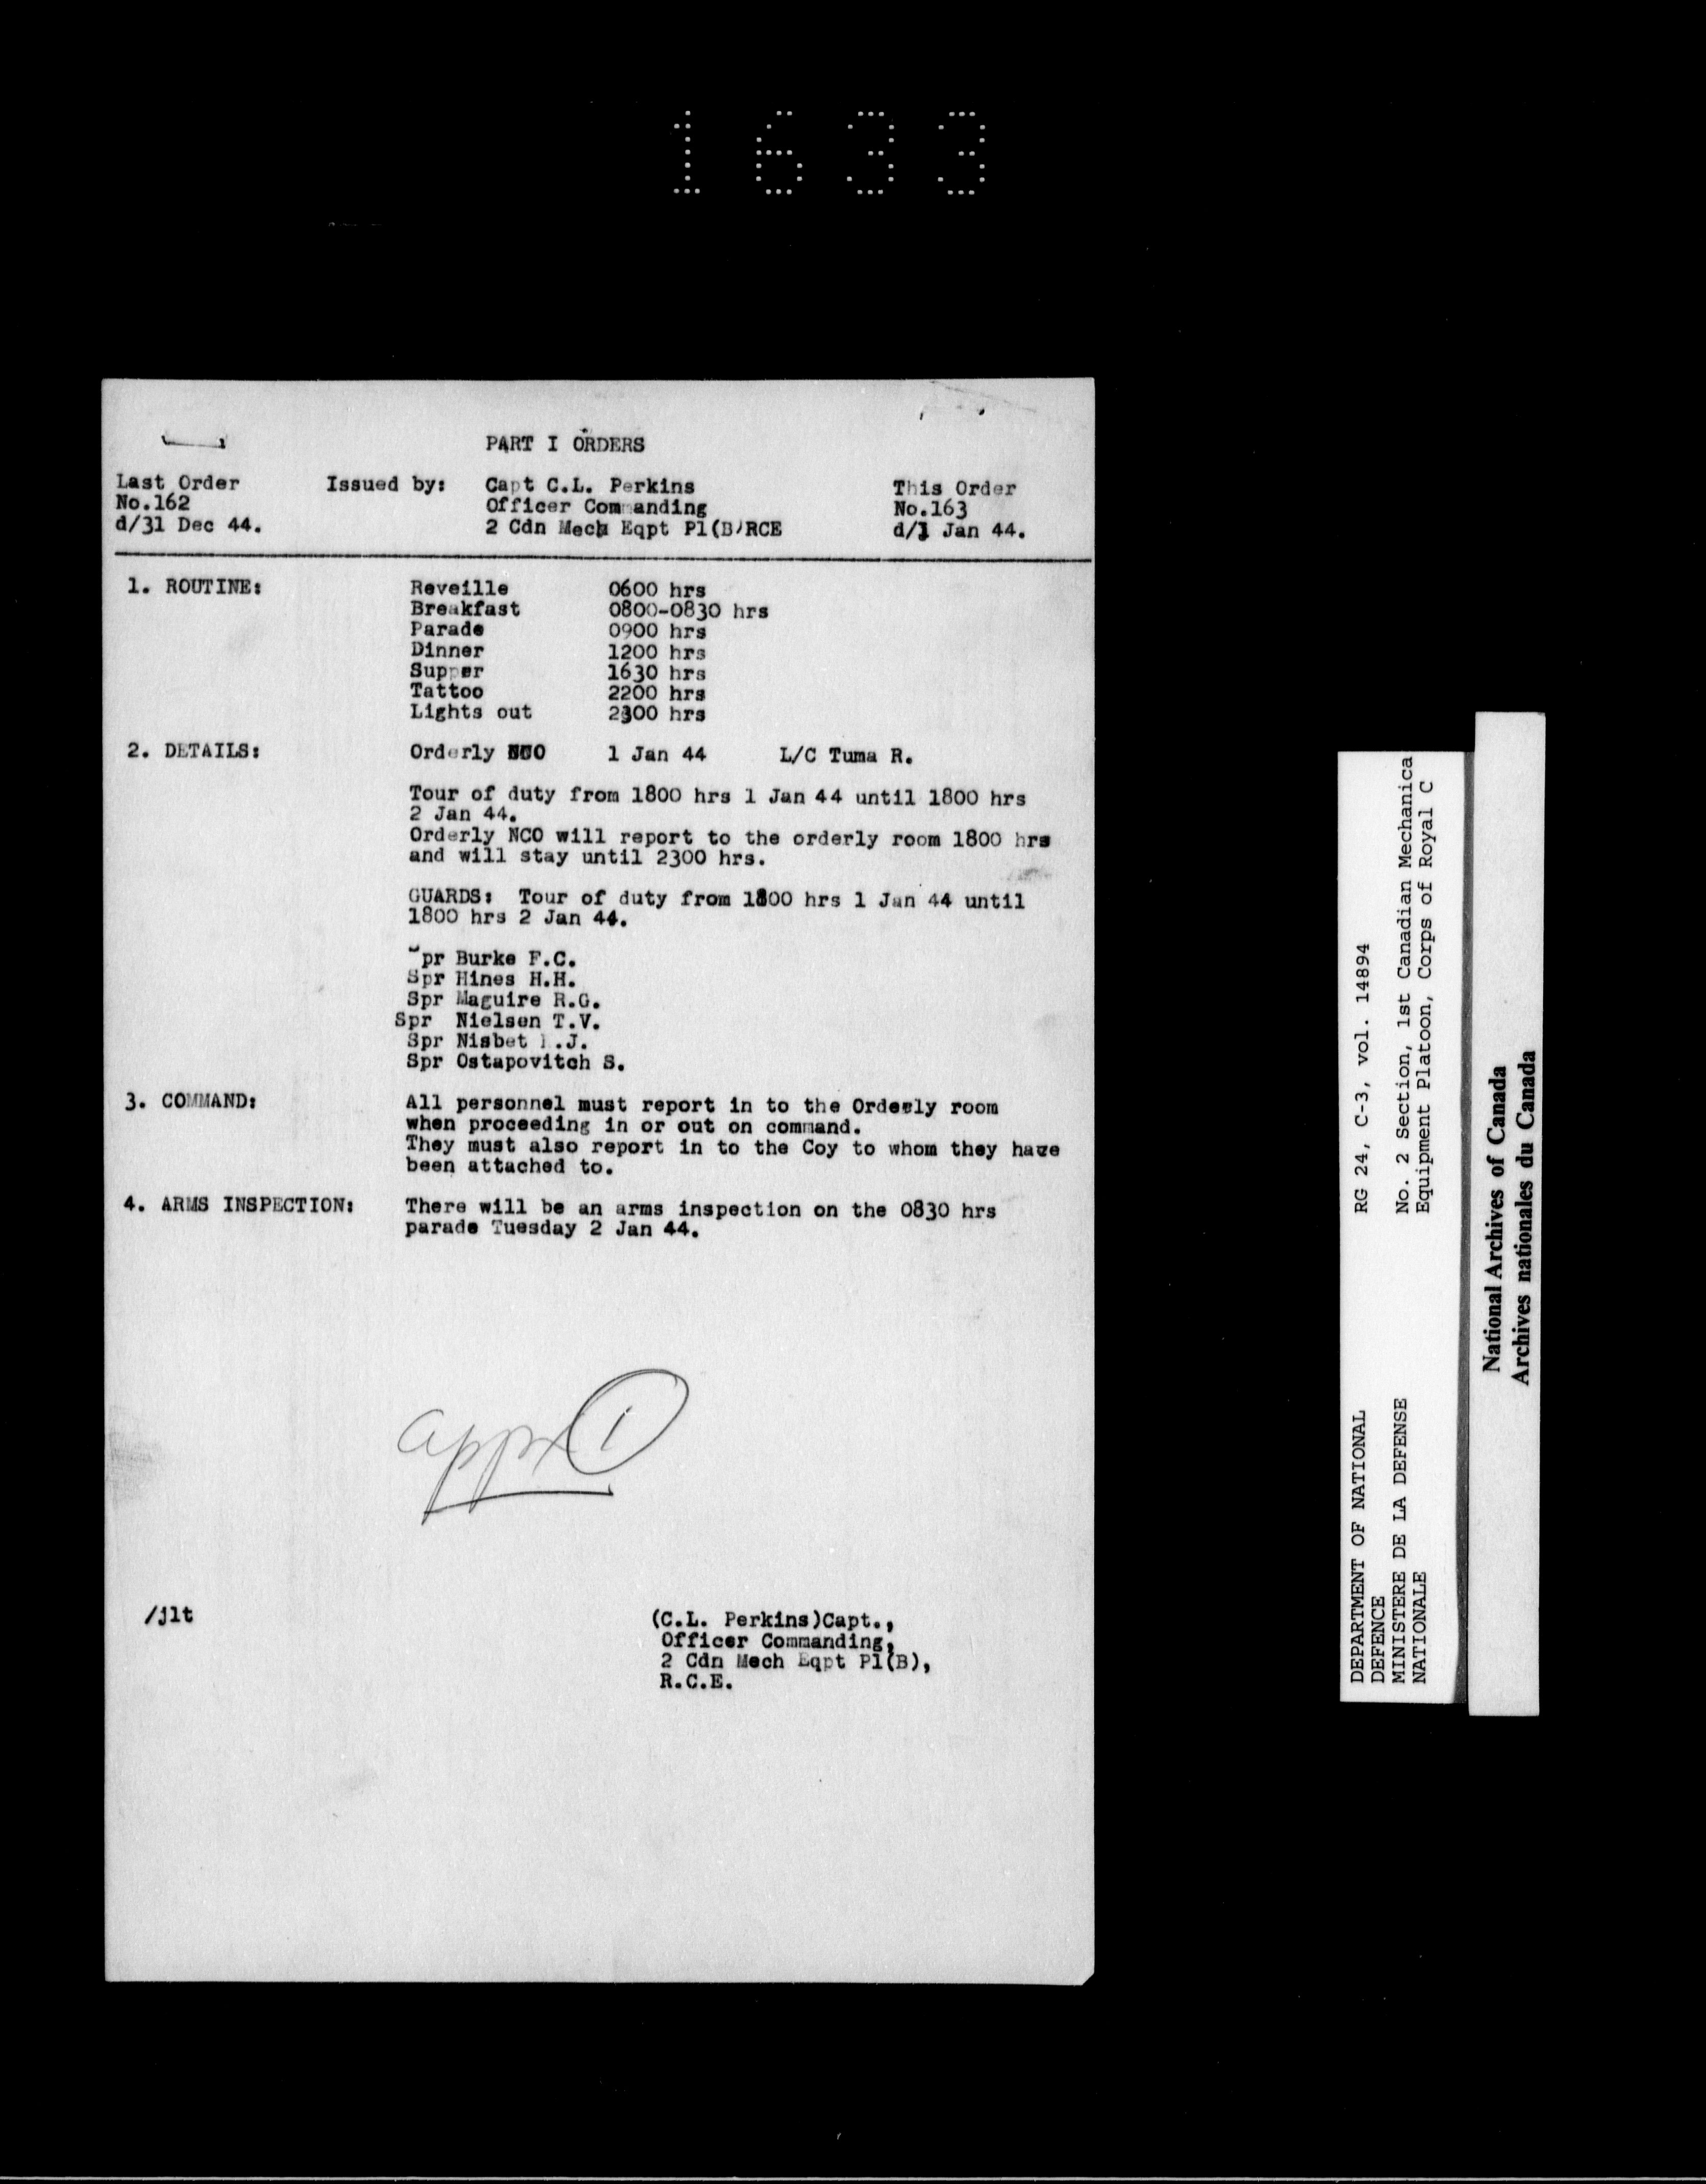 1633
PART I ORDERS
Last Order Issued by: Capt C.L. Perkins This Order
No.162 Officer Commanding No.163
d/31 Dec 44. 2 Cdn Mech Eqpt Pl(B)RCE d/1 Jan 44.
1. ROUTINE: Reveille 0600 hrs
Breakfast 0800-0830 hrs
Parade 0900 hrs
Dinner 1200 hrs
Supper 1630 hrs
Tattoo 2200 hrs
Lights out 2300 hrs
2. DETAILS: Orderly NCO 1 Jan 44 L/C Tuma R.
Tour of duty from 1800 hrs 1 Jan 44 until 1800 hrs
2 Jan 44.
Orderly NCO will report to the orderly room 1800 hrs
and will stay until 2300 hrs.
GUARDS: Tour of duty from 1800 hrs 1 Jan 44 until
1800 hrs 2 Jan 44.
Spr Burke F.C.
Spr Hines H.H.
Spr Maguire R.G.
Spr Nielsen T.V.
Spr Nisbet .J.
Spr Ostapovitch S.
3. COMMAND: All personnel must report in to the Orderly room
when proceeding in or out on command.
They must also report in to the Coy to whom they have
been attached to.
4. ARMS INSPECTION: There will be an arms inspection on the 0830 hrs
parade Tuesday 2 Jan 44.
appx 1
/jlt (C.L. Perkins)Capt.,
Officer Commanding,
2 Cdn Mech Eqpt Pl(B),
R.C.E.
DEPARTMENT OF NATIONAL RG 24, C-3, vol. 14894
DEFENCE
MINISTERE DE LA DEFENSE No. 2 Section, 1st Canadian Mechanica
NATIONALE Equipment Platoon, Corps of Royal C
National Archives of Canada
Archives nationales du Canada